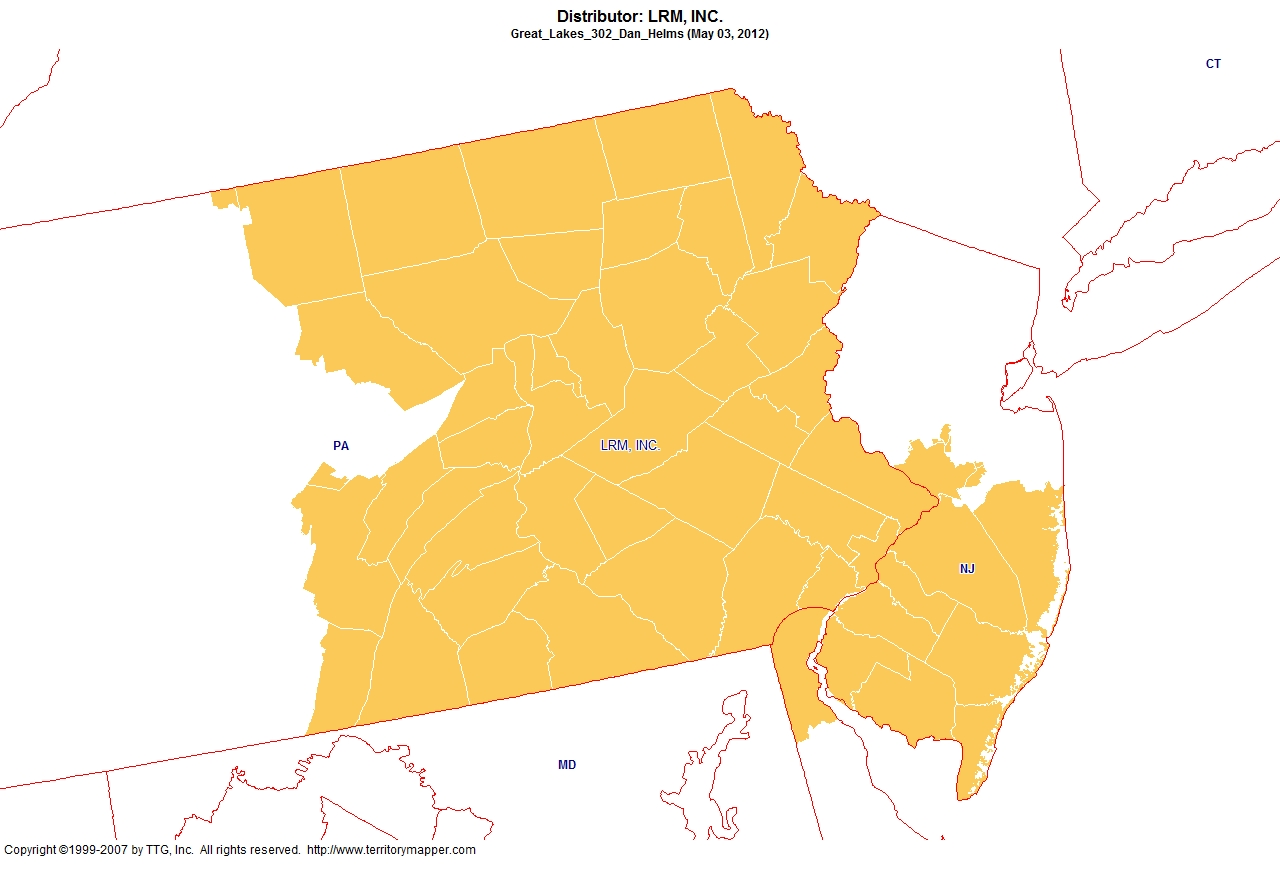 Distributor: LRM, INC.
Great_Lakes_302_Dan_Helms (May 03, 2012)
CT
PA
LRM, INC.
NJ
MD
Copyright ©1999-2007 by TTG, Inc. All rights reserved. http://www.territorymapper.com